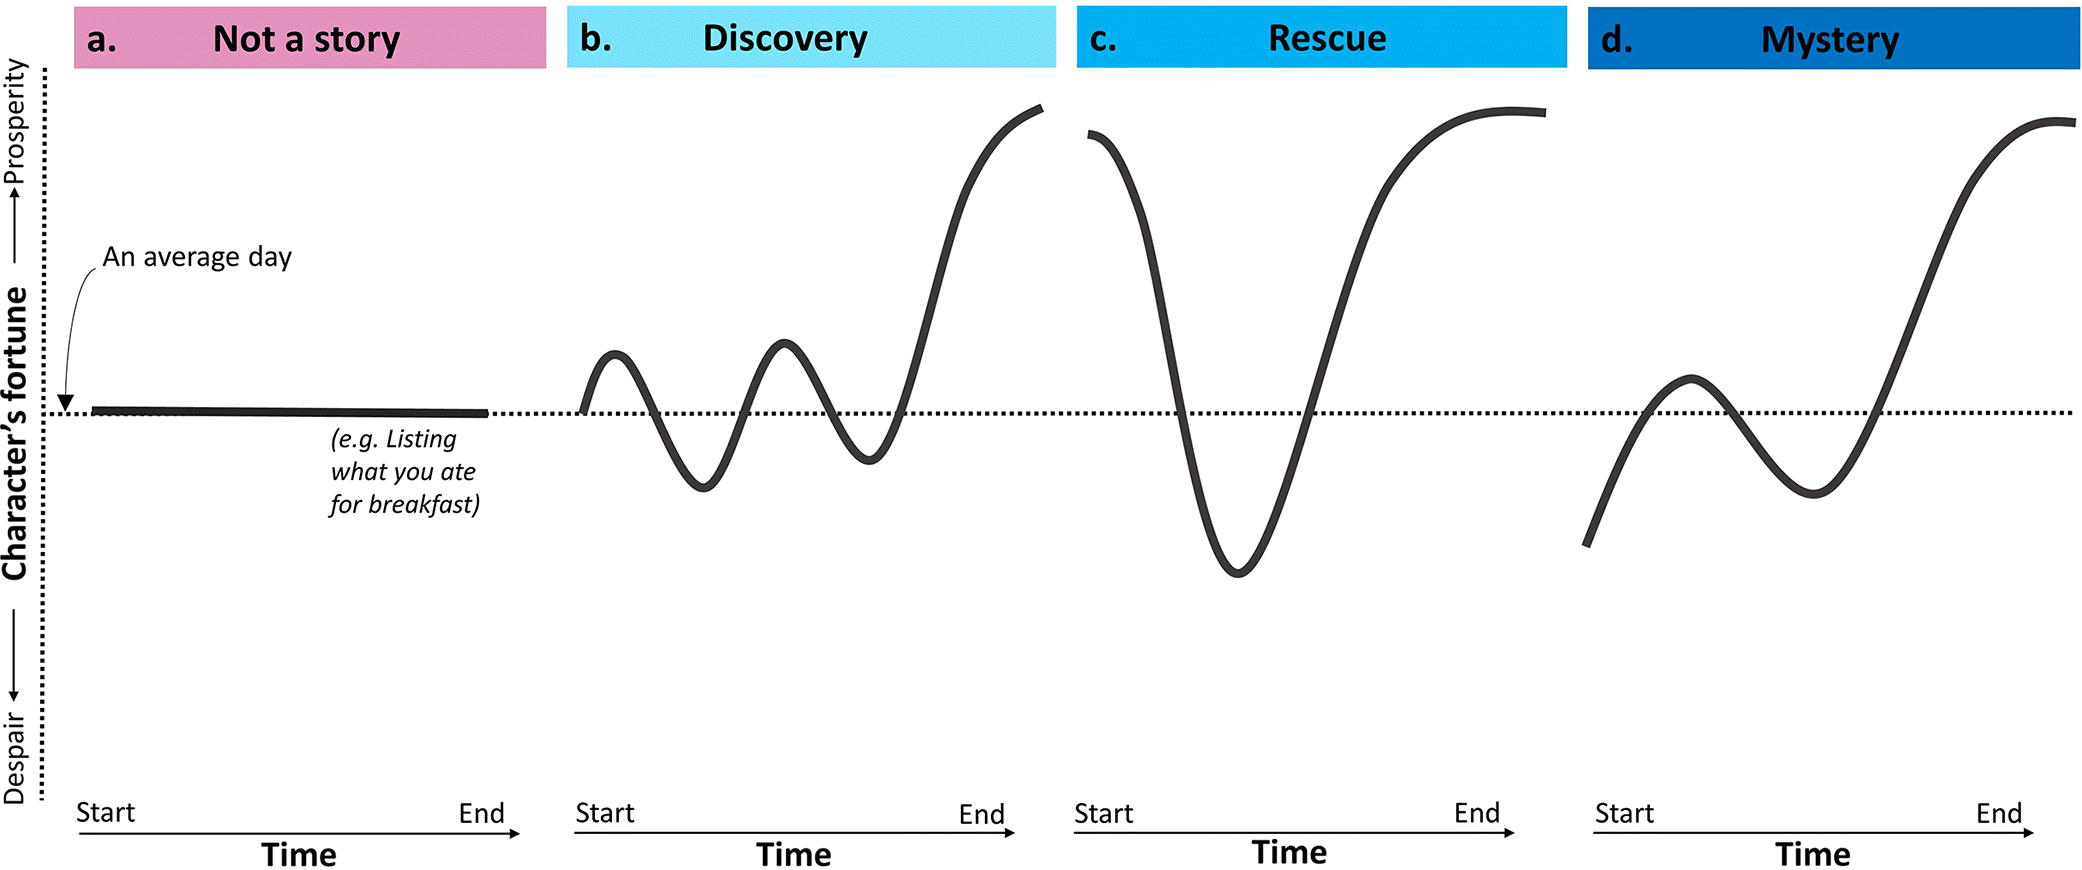 a. Not a story
b. Discovery
c. Rescue
d. Mystery
Prosperity
Character's fortune
Despair
An average day
(e.g. Listing
what you ate
for breakfast)
Start End
Time
Start End
Time
Start End
Time
Start End
Time